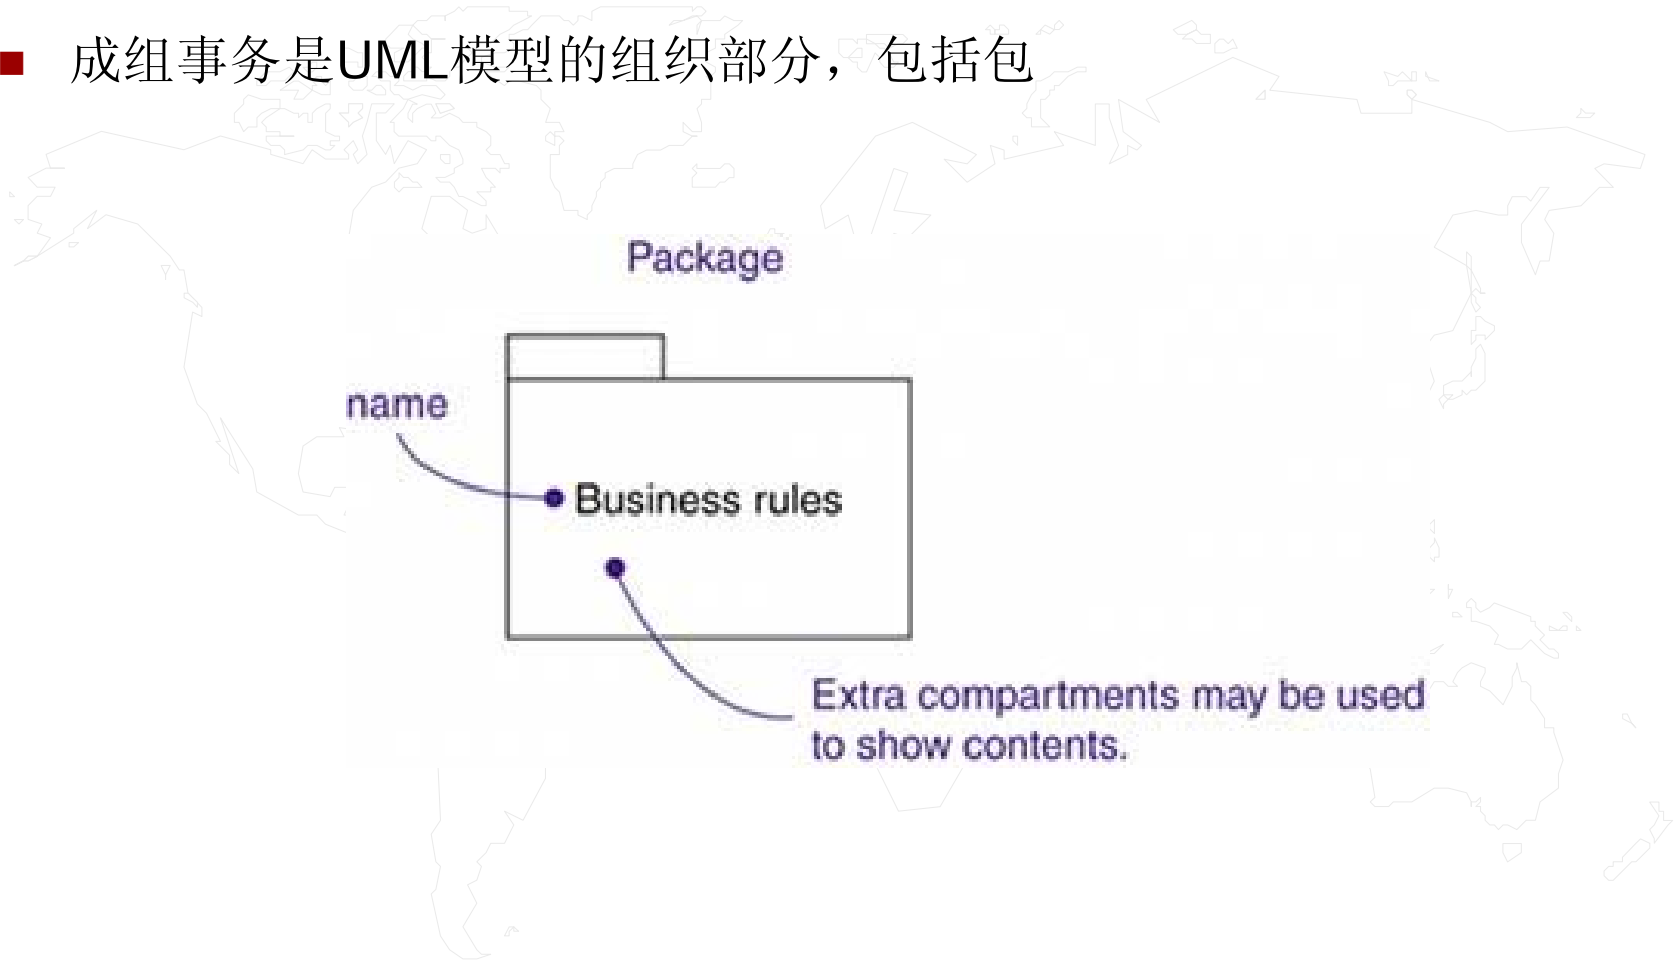 成组事务是UML模型的组织部分，包括包
Package
name
Business rules
Extra compartments may be used
to show contents.